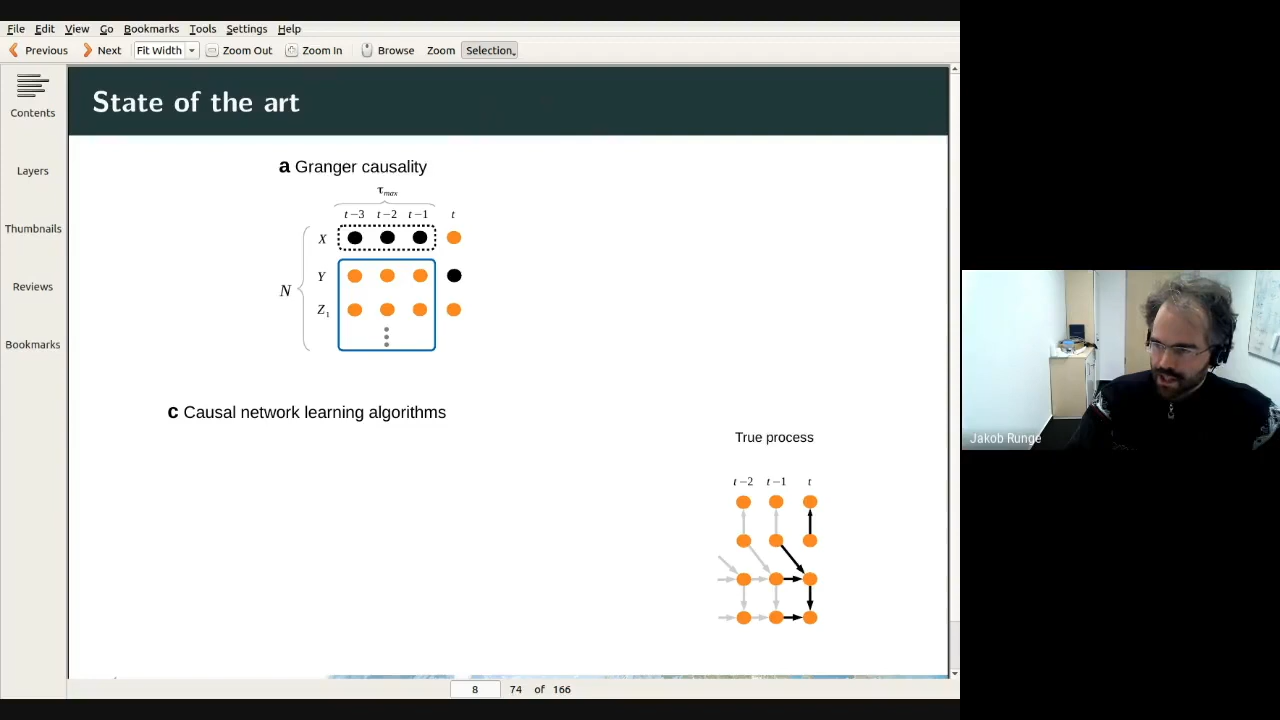 File Edit View Go Bookmarks Tools Settings Help
Previous Next Fit Width Zoom Out Zoom In Browse Zoom Selection
Contents
Layers
Thumbnails
Reviews
Bookmarks
State of the art
a Granger causality
τmax
t−3 t−2 t−1 t
X
Y
N
Z1
c Causal network learning algorithms
True process
t−2 t−1 t
8 74 of 166
Jakob Runge